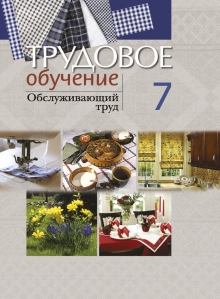 ТРУДОВОЕ
обучение
Обслуживающий
труд
7